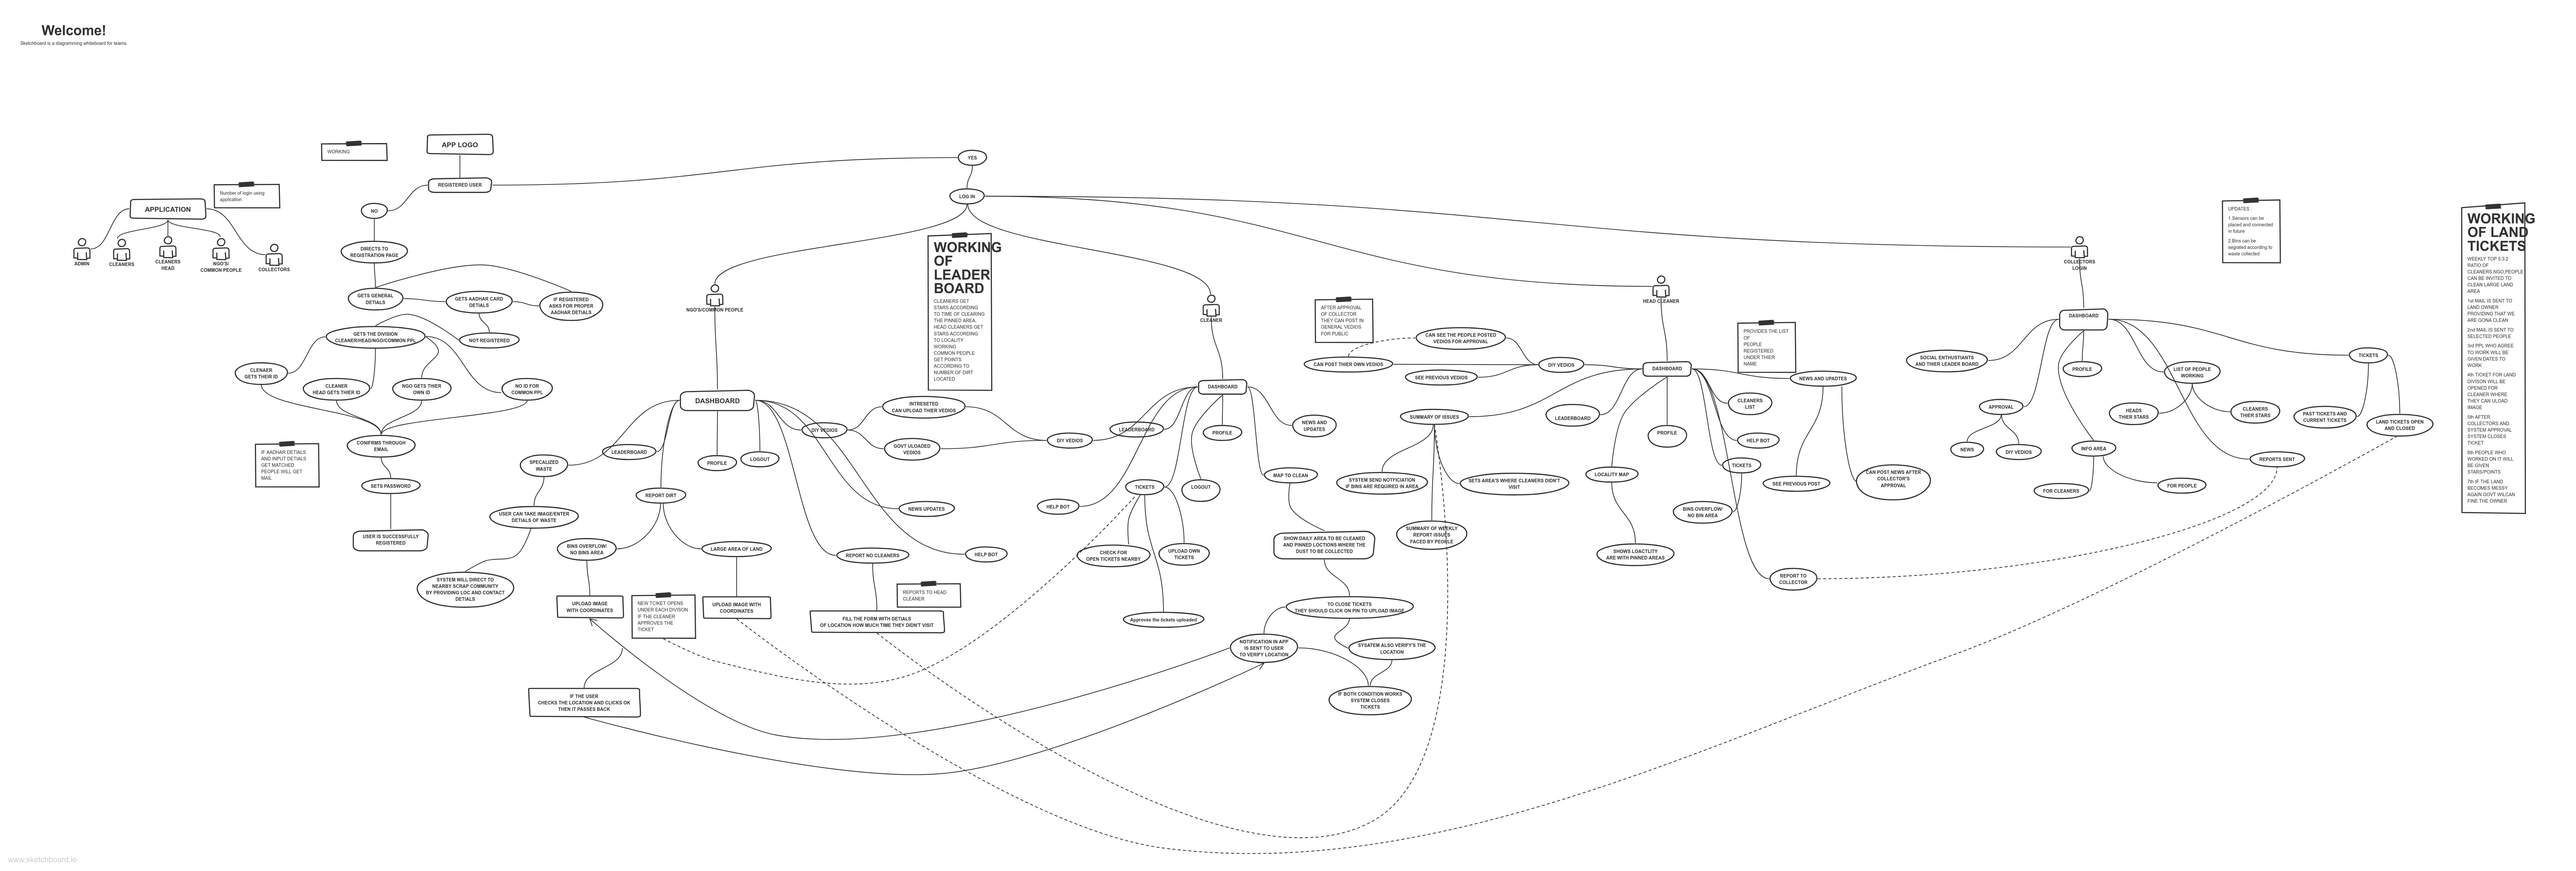 Welcome!
Sketchboard is a diagramming whiteboard for teams.
WORKING
APP LOGO
REGISTERED USER
YES
LOG IN
NO
Number of login using
application
APPLICATION
ADMIN
CLEANERS
CLEANERS
HEAD
NGO'S/
COMMON PEOPLE
COLLECTORS
DIRECTS TO
REGISTRATION PAGE
GETS GENERAL
DETIALS
GETS AADHAR CARD
DETIALS
IF REGISTERED
ASKS FOR PROPER
AADHAR DETIALS
GETS THE DIVISION
CLEANER/HEAD/NGO/COMMON PPL
NOT REGISTERED
CLENAER
GETS THEIR ID
CLEANER
HEAD GETS THIER ID
NGO GETS THIER
OWN ID
NO ID FOR
COMMON PPL
CONFIRMS THROUGH
EMAIL
IF AADHAR DETIALS
AND INPUT DETIALS
GET MATCHED
PEOPLE WILL GET
MAIL
SETS PASSWORD
USER IS SUCCESSFULLY
REGISTERED
NGO'S/COMMON PEOPLE
DASHBOARD
SPECALIZED
WASTE
LEADERBOARD
PROFILE
LOGOUT
DIY VEDIOS
INTRESETED
CAN UPLOAD THIER VEDIOS
GOVT ULOADED
VEDIOS
REPORT DIRT
NEWS UPDATES
USER CAN TAKE IMAGE/ENTER
DETIALS OF WASTE
SYSTEM WILL DIRECT TO
NEARBY SCRAP COMMUNITY
BY PROVIDING LOC AND CONTACT
DETIALS
BINS OVERFLOW/
NO BINS AREA
LARGE AREA OF LAND
REPORT NO CLEANERS
HELP BOT
UPLOAD IMAGE
WITH COORDINATES
NEW TCIKET OPENS
UNDER EACH DIVISON
IF THE CLEANER
APPROVES THE
TICKET
UPLOAD IMAGE WITH
COORDINATES
FILL THE FORM WITH DETIALS
OF LOCATION HOW MUCH TIME THEY DIDN'T VISIT
REPORTS TO HEAD
CLEANER
IF THE USER
CHECKS THE LOCATION AND CLICKS OK
THEN IT PASSES BACK
WORKING
OF
LEADER
BOARD
CLEANERS GET
STARS ACCORDING
TO TIME OF CLEARING
THE PINNED AREA
HEAD CLEANERS GET
STARS ACCORDING
TO LOCALITY
WORKING
COMMON PEOPLE
GET POINTS
ACCORDING TO
NUMBER OF DIRT
LOCATED
CLEANER
DASHBOARD
DIY VEDIOS
LEADERBOARD
PROFILE
NEWS AND
UPDATES
HELP BOT
TICKETS
LOGOUT
MAP TO CLEAN
CHECK FOR
OPEN TICKETS NEARBY
UPLOAD OWN
TICKETS
Approves the tickets uploaded
SHOW DAILY AREA TO BE CLEANED
AND PINNED LOCTIONS WHERE THE
DUST TO BE COLLECTED
TO CLOSE TICKETS
THEY SHOULD CLICK ON PIN TO UPLOAD IMAGE
NOTIFICATION IN APP
IS SENT TO USER
TO VERIFY LOCATION
SYSATEM ALSO VERIFY'S THE
LOCATION
IF BOTH CONDITION WORKS
SYSTEM CLOSES
TICKETS
HEAD CLEANER
AFTER APPROVAL
OF COLLECTOR
THEY CAN POST IN
GENERAL VEDIOS
FOR PUBLIC
CAN SEE THE PEOPLE POSTED
VEDIOS FOR APPROVAL
CAN POST THIER OWN VEDIOS
SEE PREVIOUS VEDIOS
DIY VEDIOS
DASHBOARD
PROVIDES THE LIST
OF
PEOPLE
REGISTERED
UNDER THIER
NAME
NEWS AND UPADTES
SUMMARY OF ISSUES
LEADERBOARD
PROFILE
CLEANERS
LIST
HELP BOT
TICKETS
SYSTEM SEND NOTFICIATION
IF BINS ARE REQUIRED IN AREA
SETS AREA'S WHERE CLEANERS DIDN'T
VISIT
SUMMARY OF WEEKLY
REPORT ISSUES
FACED BY PEOPLE
LOCALITY MAP
SHOWS LOACTLITY
ARE WITH PINNED AREAS
BINS OVERFLOW/
NO BIN AREA
SEE PREVIOUS POST
CAN POST NEWS AFTER
COLLECTOR'S
APPROVAL
REPORT TO
COLLECTOR
COLLECTORS
LOGIN
DASHBOARD
SOCIAL ENTHUSTIANTS
AND THIER LEADER BOARD
PROFILE
LIST OF PEOPLE
WORKING
TICKETS
APPROVAL
HEADS
THIER STARS
CLEANERS
THIER STARS
PAST TICKETS AND
CURRENT TICKETS
LAND TICKETS OPEN
AND CLOSED
NEWS
DIY VEDIOS
INFO AREA
REPORTS SENT
FOR CLEANERS
FOR PEOPLE
UPDATES :
1.Sensors can be
placed and connected
in future
2.Bins can be
segrated according to
waste collected
WORKING
OF LAND
TICKETS
WEEKLY TOP 5:3:2
RATIO OF
CLEANERS,NGO,PEOPLE
CAN BE INVITED TO
CLEAN LARGE LAND
AREA
1st MAIL IS SENT TO
LAND OWNER
PROVIDING THAT WE
ARE GONA CLEAN
2nd MAIL IS SENT TO
SELECTED PEOPLE
3rd PPL WHO AGREE
TO WORK WILL BE
GIVEN DATES TO
WORK
4th TICKET FOR LAND
DIVISON WILL BE
OPENED FOR
CLEANER WHERE
THEY CAN ULOAD
IMAGE
5th AFTER
COLLECTORS AND
SYSTEM APPROVAL
SYSTEM CLOSES
TICKET
6th PEOPLE WHO
WORKED ON IT WILL
BE GIVEN
STARS/POINTS
7th IF THE LAND
BECOMES MESSY
AGAIN GOVT WILCAN
FINE THE OWNER
www.sketchboard.io